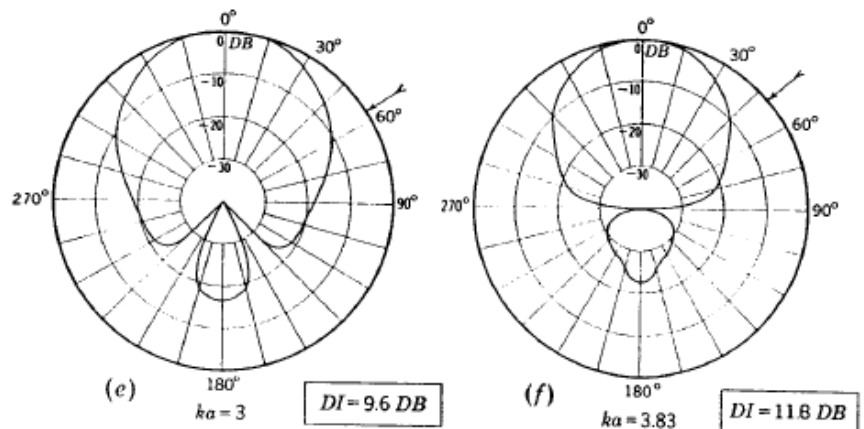 0°
0 DB
30°
-10
60°
-20
-30
270°
90°
180°
(e)
ka = 3
DI = 9.6 DB
0°
0 DB
30°
-10
60°
-20
-30
270°
90°
180°
(f)
ka = 3.83
DI = 11.8 DB